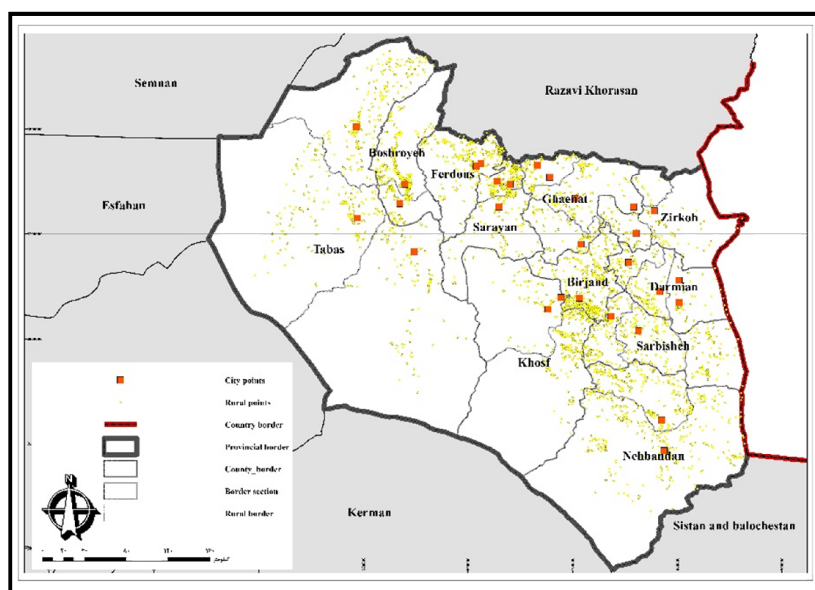 Semnan
Razavi Khorasan
Boshroyeh
Ferdous
Ghaenat
Esfahan
Zirkoh
Sarayan
Tabas
Birjand
Darmian
Sarbisheh
Khosf
City points
Rural points
Country border
Provincial border
County_border
Border section
Rural border
Nehbandan
N
Kerman
Sistan and balochestan